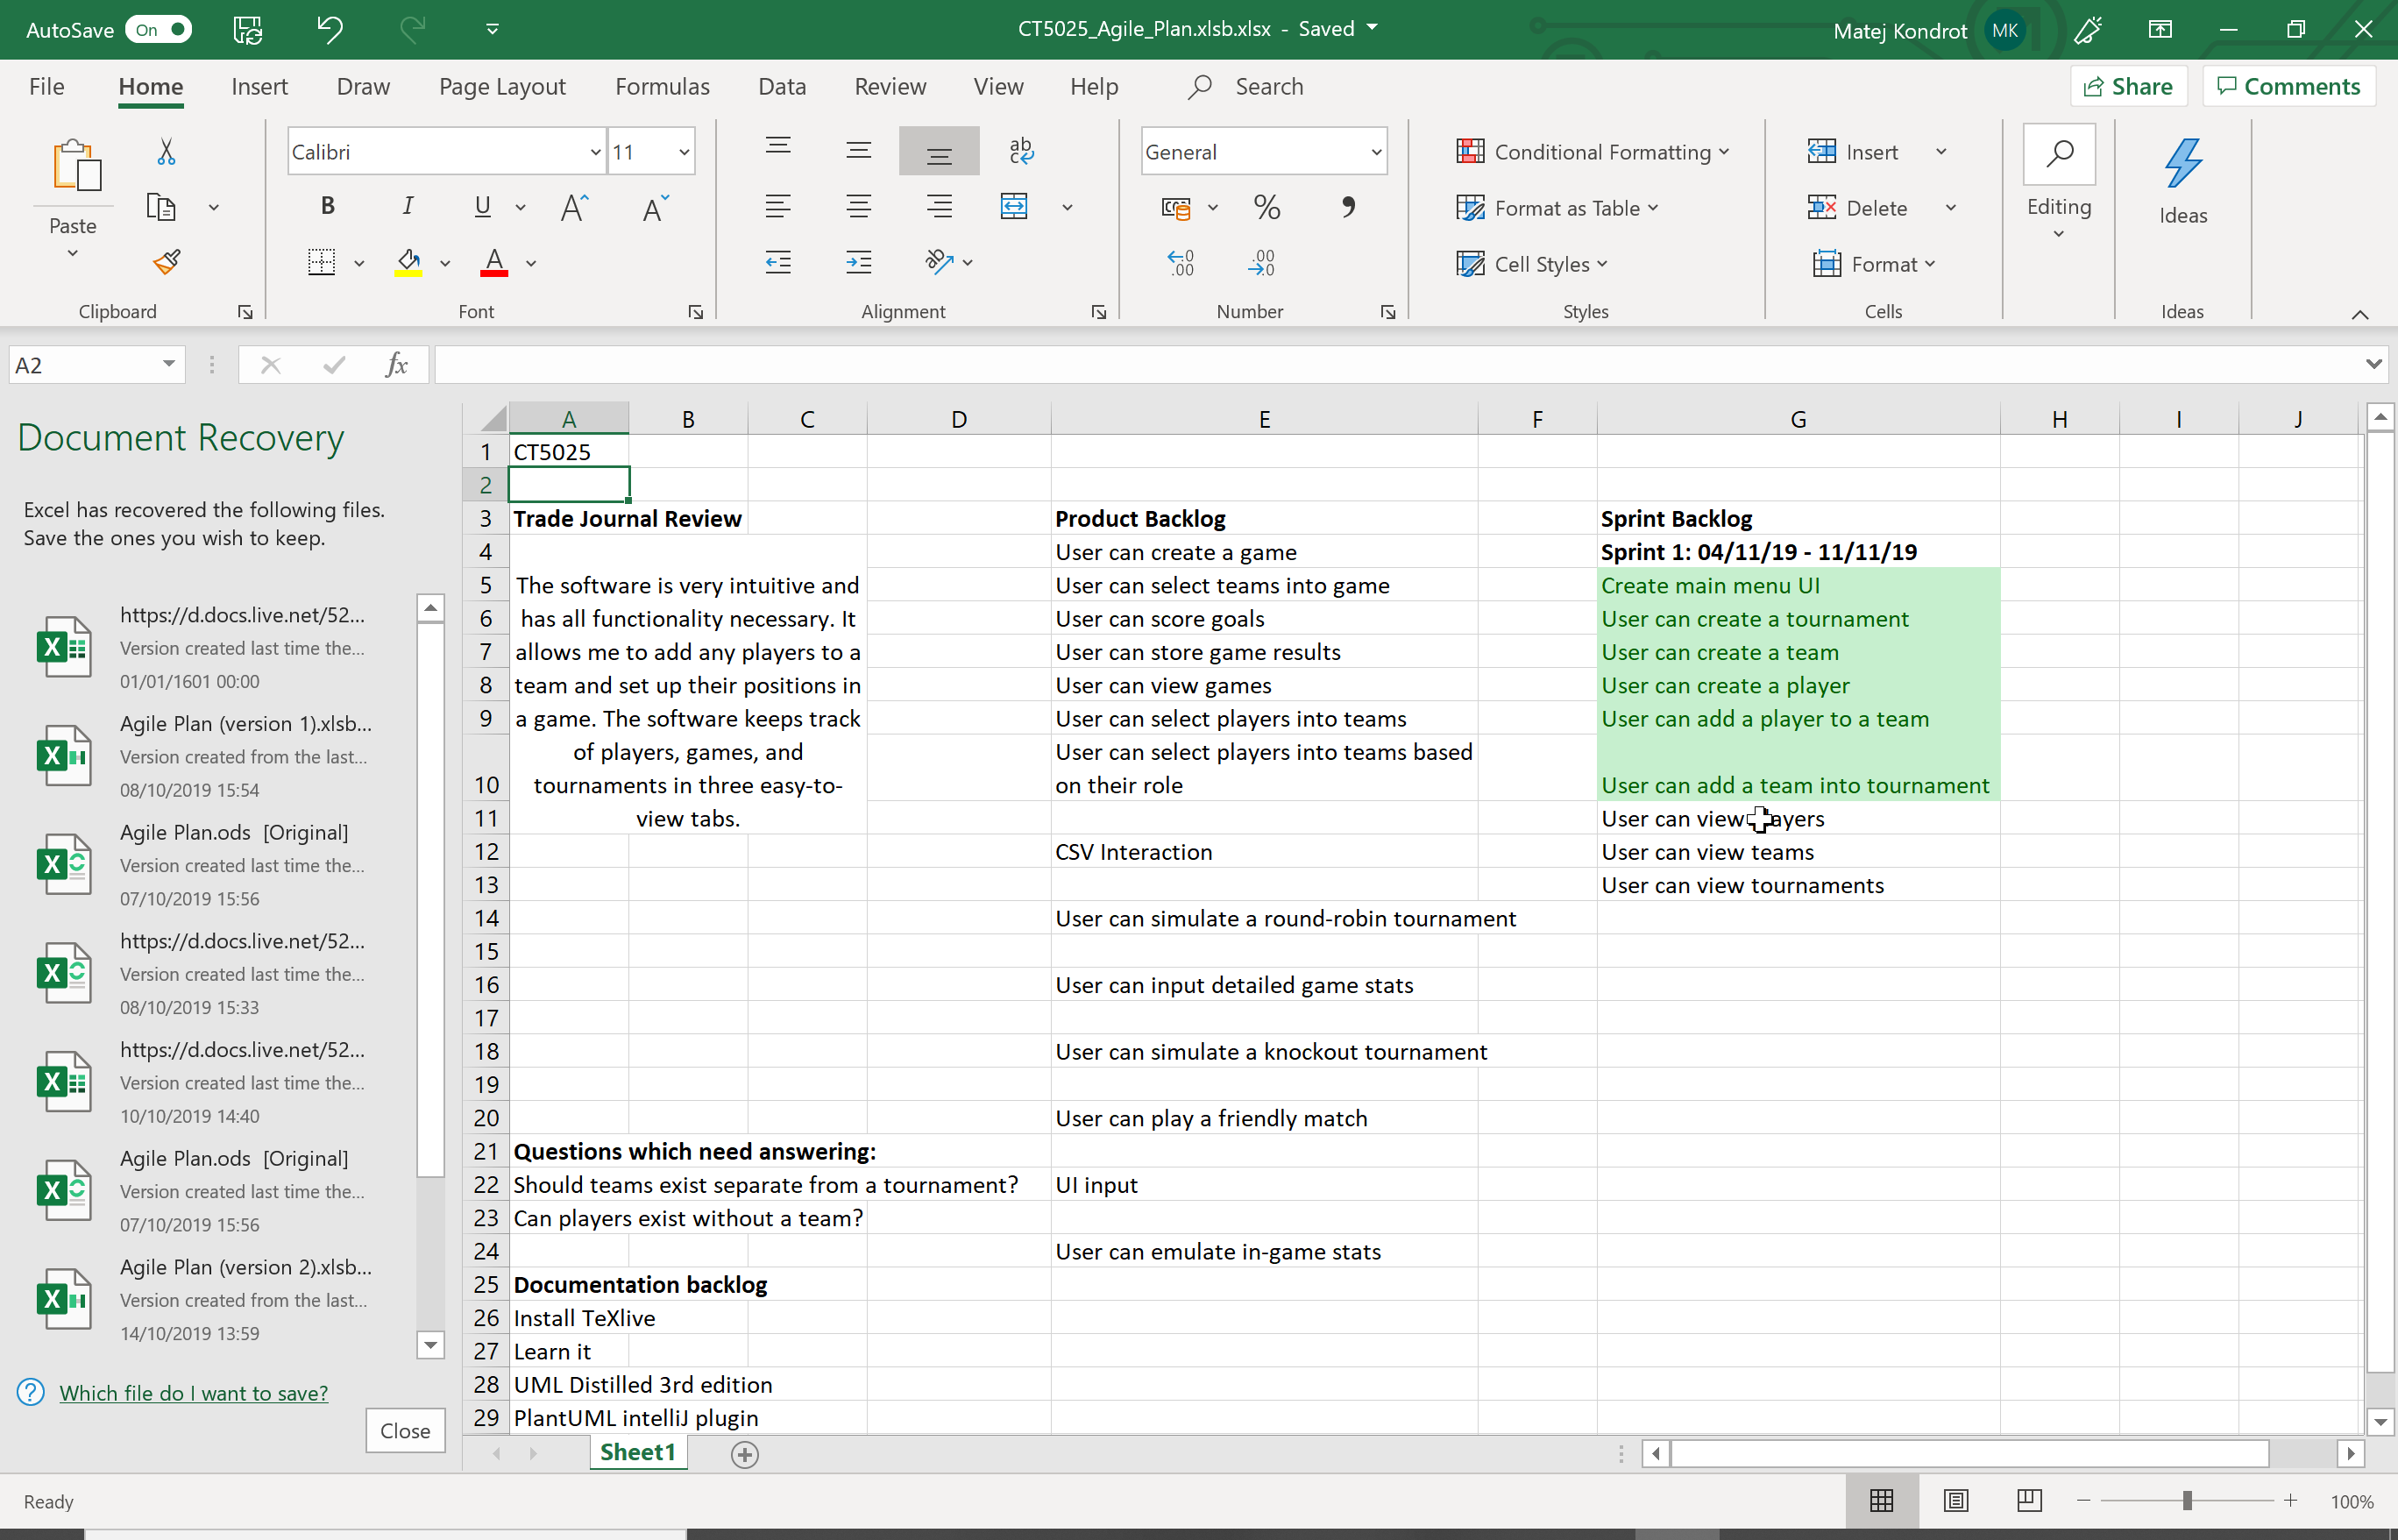 AutoSave On
CT5025_Agile_Plan.xlsb.xlsx - Saved
Matej Kondrot MK
File Home Insert Draw Page Layout Formulas Data Review View Help Search
Share Comments
Paste
Clipboard
Calibri 11
B I U A A
A
Font
ab
c
Alignment
General
% ,
.00
.00
Number
Conditional Formatting
Format as Table
Cell Styles
Styles
Insert
Delete
Format
Cells
Editing
Ideas
Ideas
A2 fx
Document Recovery
Excel has recovered the following files.
Save the ones you wish to keep.
https://d.docs.live.net/52...
Version created last time the...
01/01/1601 00:00
Agile Plan (version 1).xlsb...
Version created from the last...
08/10/2019 15:54
Agile Plan.ods [Original]
Version created last time the...
07/10/2019 15:56
https://d.docs.live.net/52...
Version created last time the...
08/10/2019 15:33
https://d.docs.live.net/52...
Version created last time the...
10/10/2019 14:40
Agile Plan.ods [Original]
Version created last time the...
07/10/2019 15:56
Agile Plan (version 2).xlsb...
Version created from the last...
14/10/2019 13:59
Which file do I want to save?
Close
A B C D E F G H I J
1 CT5025
2
3 Trade Journal Review Product Backlog Sprint Backlog
4 User can create a game Sprint 1: 04/11/19 - 11/11/19
5 The software is very intuitive and User can select teams into game Create main menu UI
6 has all functionality necessary. It User can score goals User can create a tournament
7 allows me to add any players to a User can store game results User can create a team
8 team and set up their positions in User can view games User can create a player
9 a game. The software keeps track User can select players into teams User can add a player to a team
of players, games, and User can select players into teams based
10 tournaments in three easy-to- on their role User can add a team into tournament
11 view tabs. User can view ayers
12 CSV Interaction User can view teams
13 User can view tournaments
14 User can simulate a round-robin tournament
15
16 User can input detailed game stats
17
18 User can simulate a knockout tournament
19
20 User can play a friendly match
21 Questions which need answering:
22 Should teams exist separate from a tournament? UI input
23 Can players exist without a team?
24 User can emulate in-game stats
25 Documentation backlog
26 Install TeXlive
27 Learn it
28 UML Distilled 3rd edition
29 PlantUML intelliJ plugin
Sheet1
Ready 100%